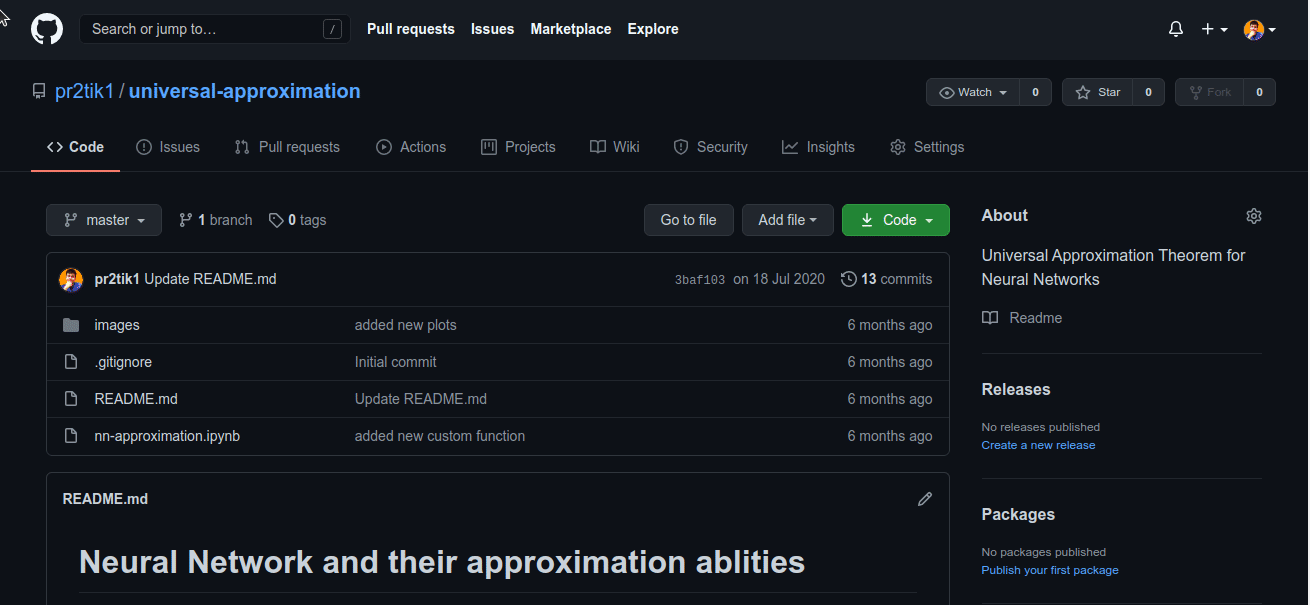 Search or jump to… / Pull requests Issues Marketplace Explore
pr2tik1 / universal-approximation Watch 0 Star 0 Fork 0
Code Issues Pull requests Actions Projects Wiki Security Insights Settings
master 1 branch 0 tags Go to file Add file Code
pr2tik1 Update README.md 3baf103 on 18 Jul 2020 13 commits
images added new plots 6 months ago
.gitignore Initial commit 6 months ago
README.md Update README.md 6 months ago
nn-approximation.ipynb added new custom function 6 months ago
README.md
Neural Network and their approximation ablities
About
Universal Approximation Theorem for
Neural Networks
Readme
Releases
No releases published
Create a new release
Packages
No packages published
Publish your first package